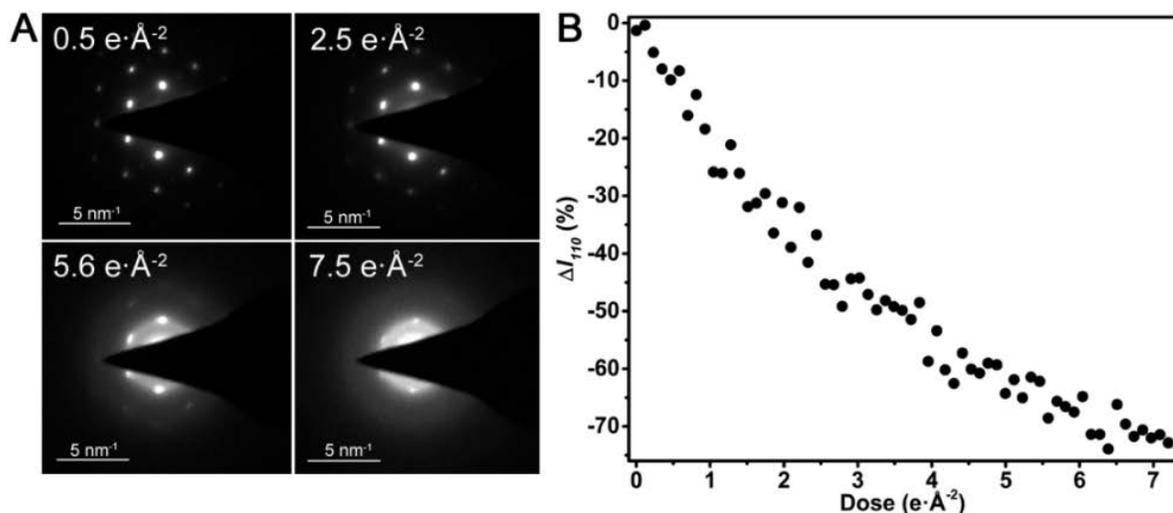 A
0.5 e·Å⁻²
2.5 e·Å⁻²
5 nm⁻¹
5 nm⁻¹
5.6 e·Å⁻²
7.5 e·Å⁻²
5 nm⁻¹
5 nm⁻¹
B
0
-10
-20
-30
-40
-50
-60
-70
ΔI₁₁₀ (%)
0 1 2 3 4 5 6 7
Dose (e·Å⁻²)